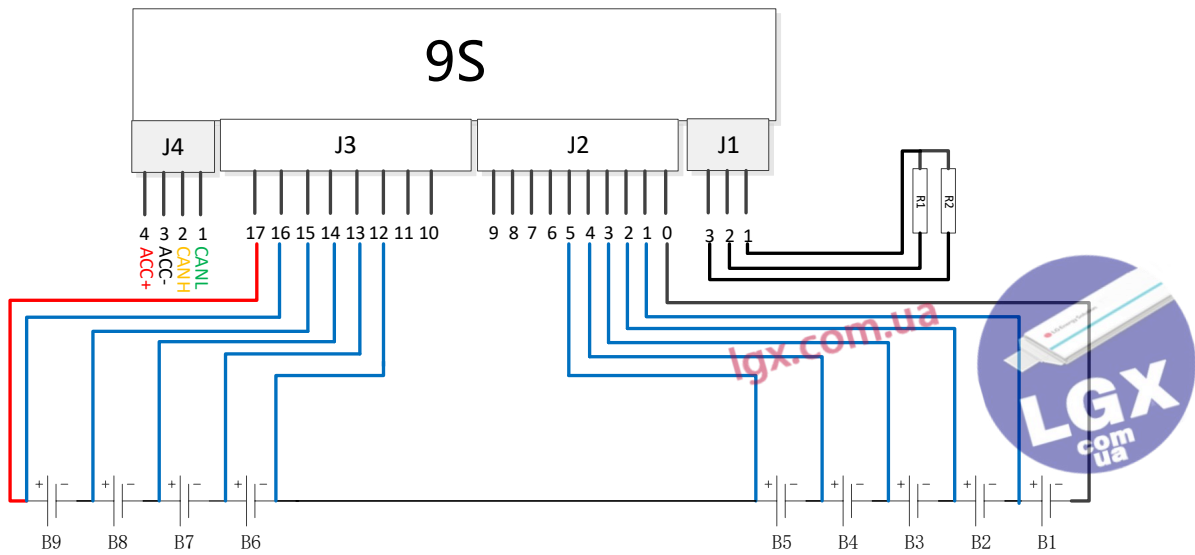 9S
J4 J3 J2 J1
R1 R2
4 3 2 1 17 16 15 14 13 12 11 10 9 8 7 6 5 4 3 2 1 0 3 2 1
ACC+ ACC- CANH CANL
lgx.com.ua
LGX
com
ua
+ - + - + - + - + - + - + - + - + -
B9 B8 B7 B6 B5 B4 B3 B2 B1